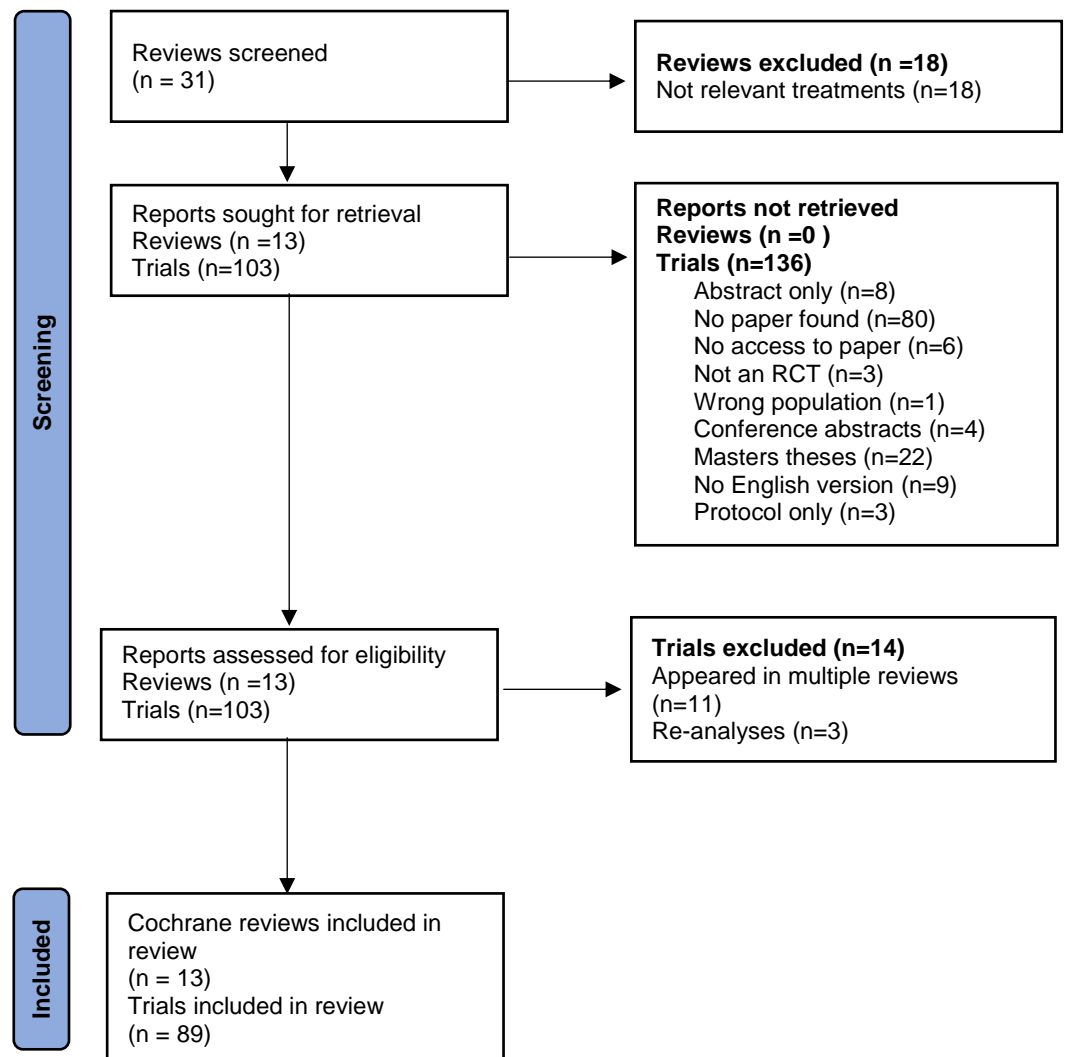 Screening
Reviews screened
(n = 31)
Reviews excluded (n =18)
Not relevant treatments (n=18)
Reports sought for retrieval
Reviews (n =13)
Trials (n=103)
Reports not retrieved
Reviews (n =0 )
Trials (n=136)
Abstract only (n=8)
No paper found (n=80)
No access to paper (n=6)
Not an RCT (n=3)
Wrong population (n=1)
Conference abstracts (n=4)
Masters theses (n=22)
No English version (n=9)
Protocol only (n=3)
Reports assessed for eligibility
Reviews (n =13)
Trials (n=103)
Trials excluded (n=14)
Appeared in multiple reviews
(n=11)
Re-analyses (n=3)
Included
Cochrane reviews included in
review
(n = 13)
Trials included in review
(n = 89)